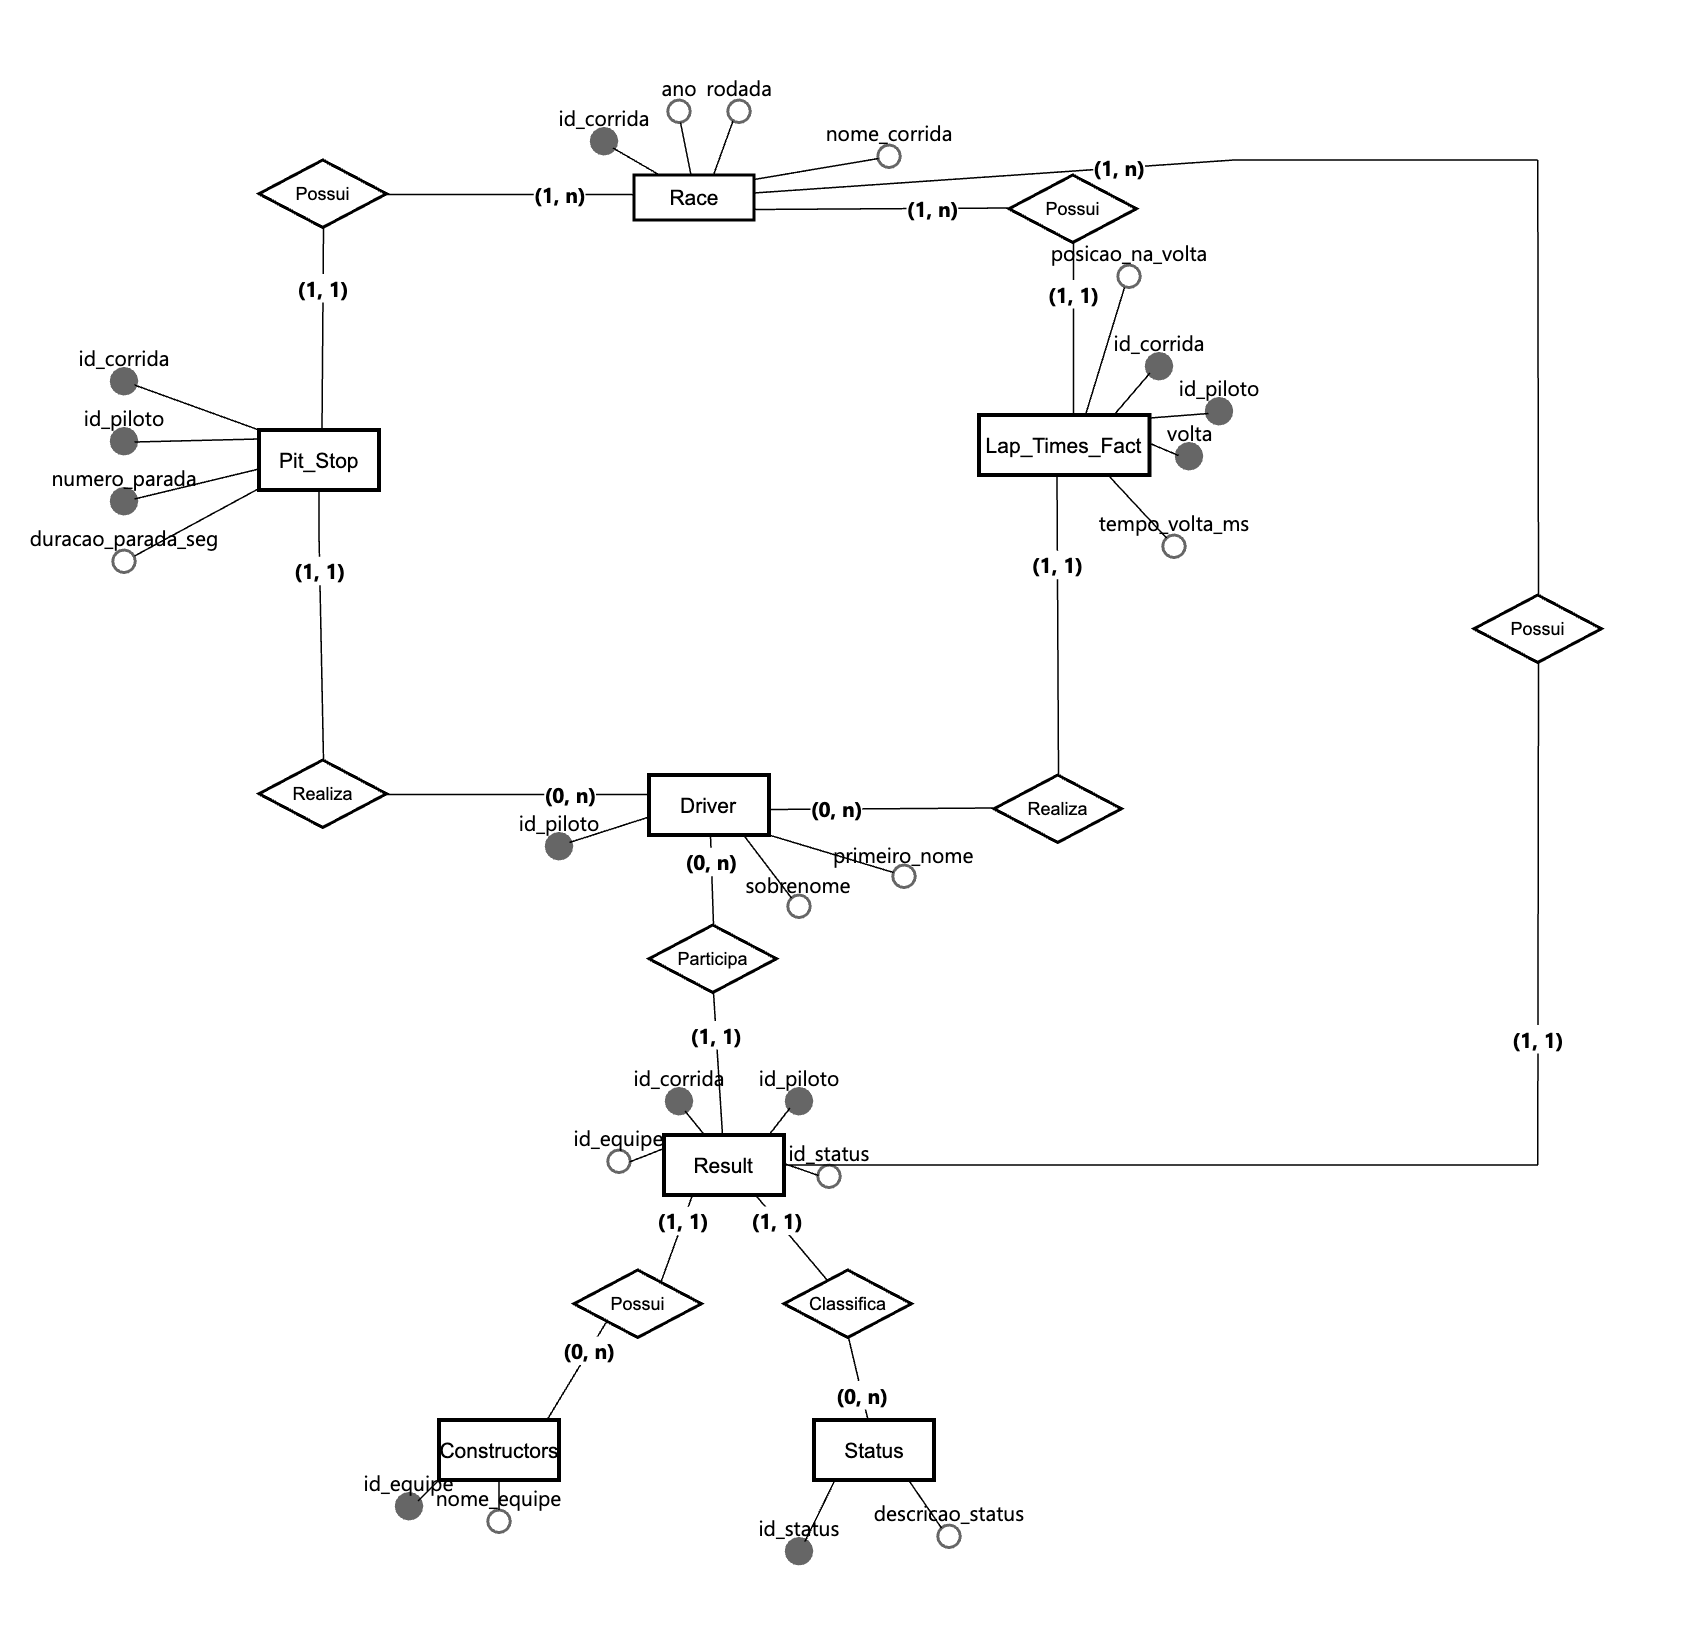 ano
rodada
id_corrida
nome_corrida
(1, n)
Possui
(1, n)
Race
(1, n)
Possui
posicao_na_volta
(1, 1)
(1, 1)
id_corrida
id_corrida
id_piloto
id_piloto
volta
Lap_Times_Fact
Pit_Stop
numero_parada
tempo_volta_ms
duracao_parada_seg
(1, 1)
(1, 1)
Possui
Realiza
(0, n)
Driver
(0, n)
Realiza
id_piloto
primeiro_nome
(0, n)
sobrenome
Participa
(1, 1)
(1, 1)
id_corrida
id_piloto
id_equipe
id_status
Result
(1, 1)
(1, 1)
Possui
Classifica
(0, n)
(0, n)
Constructors
Status
id_equipe
nome_equipe
descricao_status
id_status